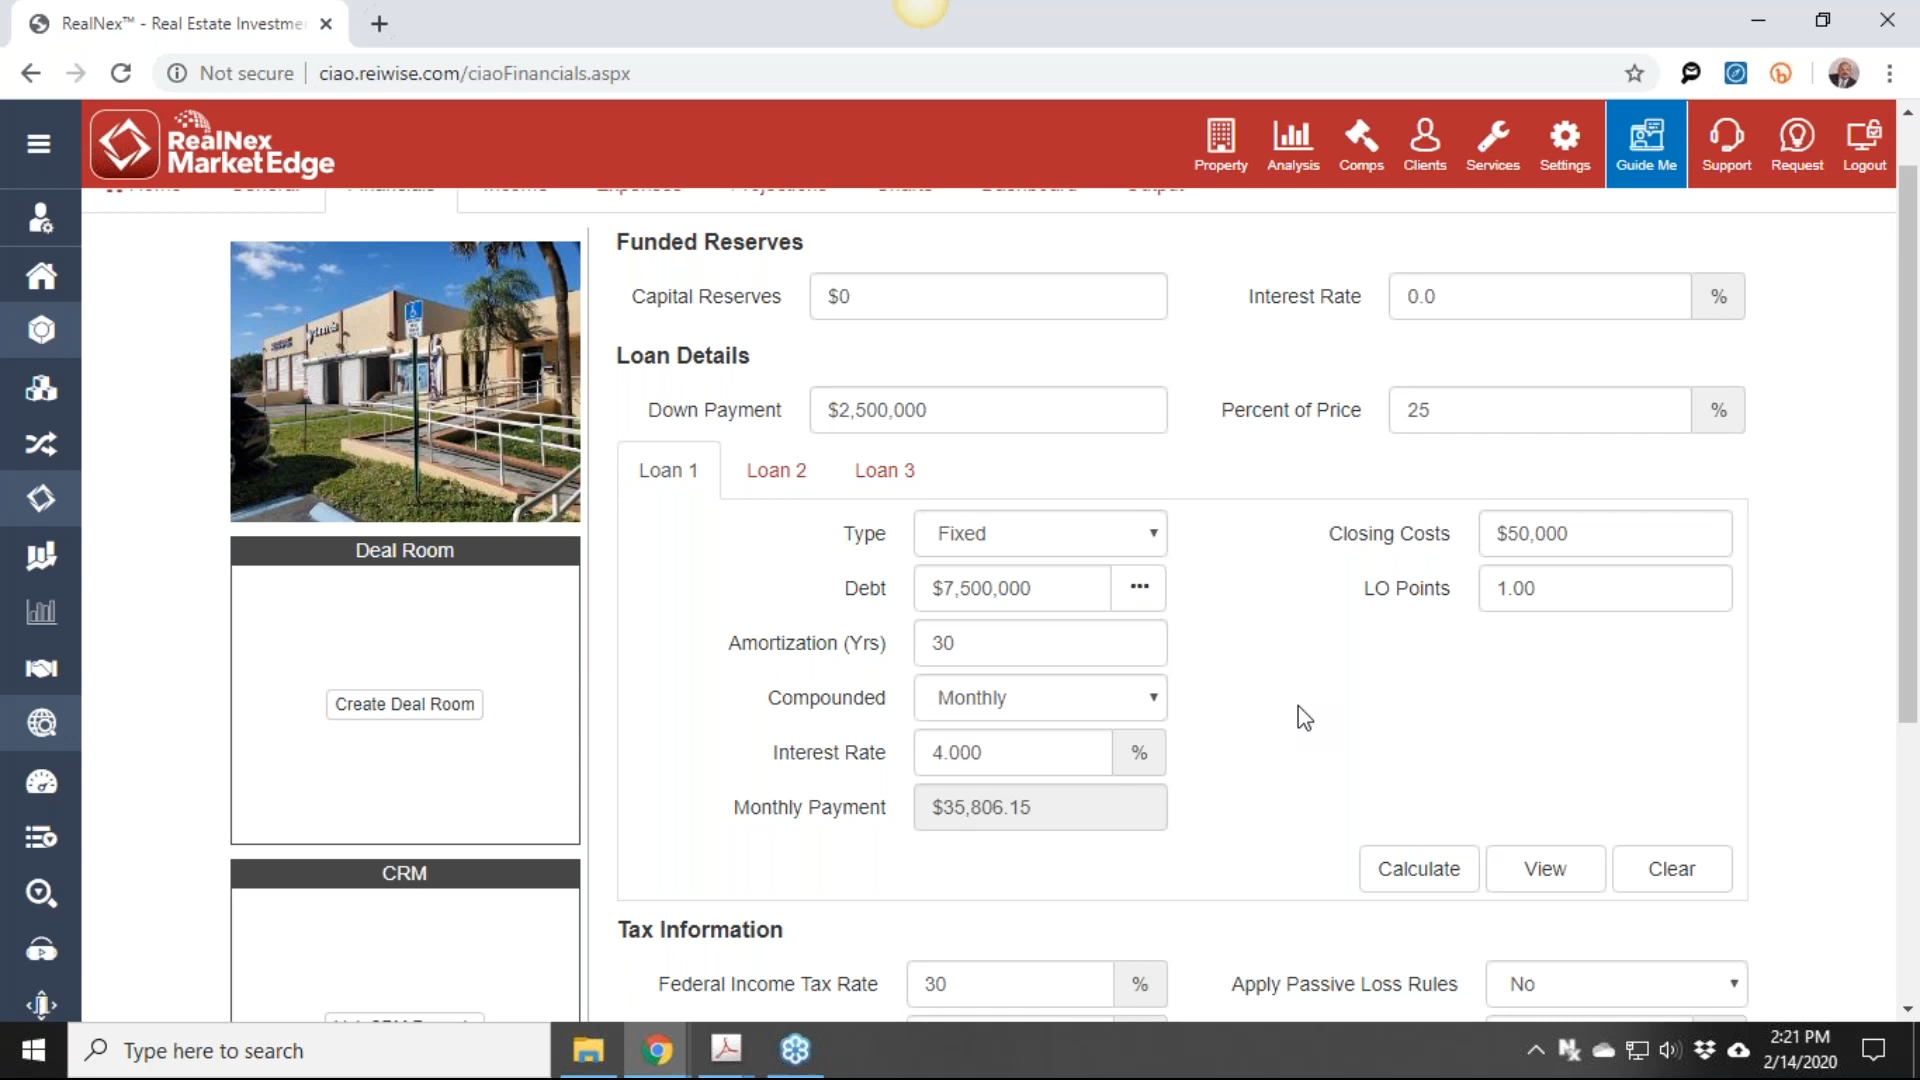 RealNex™ - Real Estate Investme
Not secure
ciao.reiwise.com/ciaoFinancials.aspx
RealNex
MarketEdge
Property
Analysis
Comps
Clients
Services
Settings
Guide Me
Support
Request
Logout
Funded Reserves
Capital Reserves $0 Interest Rate 0.0 %
Loan Details
Down Payment $2,500,000 Percent of Price 25 %
Loan 1 Loan 2 Loan 3
Type Fixed Closing Costs $50,000
Debt $7,500,000 ••• LO Points 1.00
Amortization (Yrs) 30
Compounded Monthly
Interest Rate 4.000 %
Monthly Payment $35,806.15
Calculate View Clear
Deal Room
Create Deal Room
CRM
Tax Information
Federal Income Tax Rate 30 % Apply Passive Loss Rules No
Type here to search
2:21 PM
2/14/2020